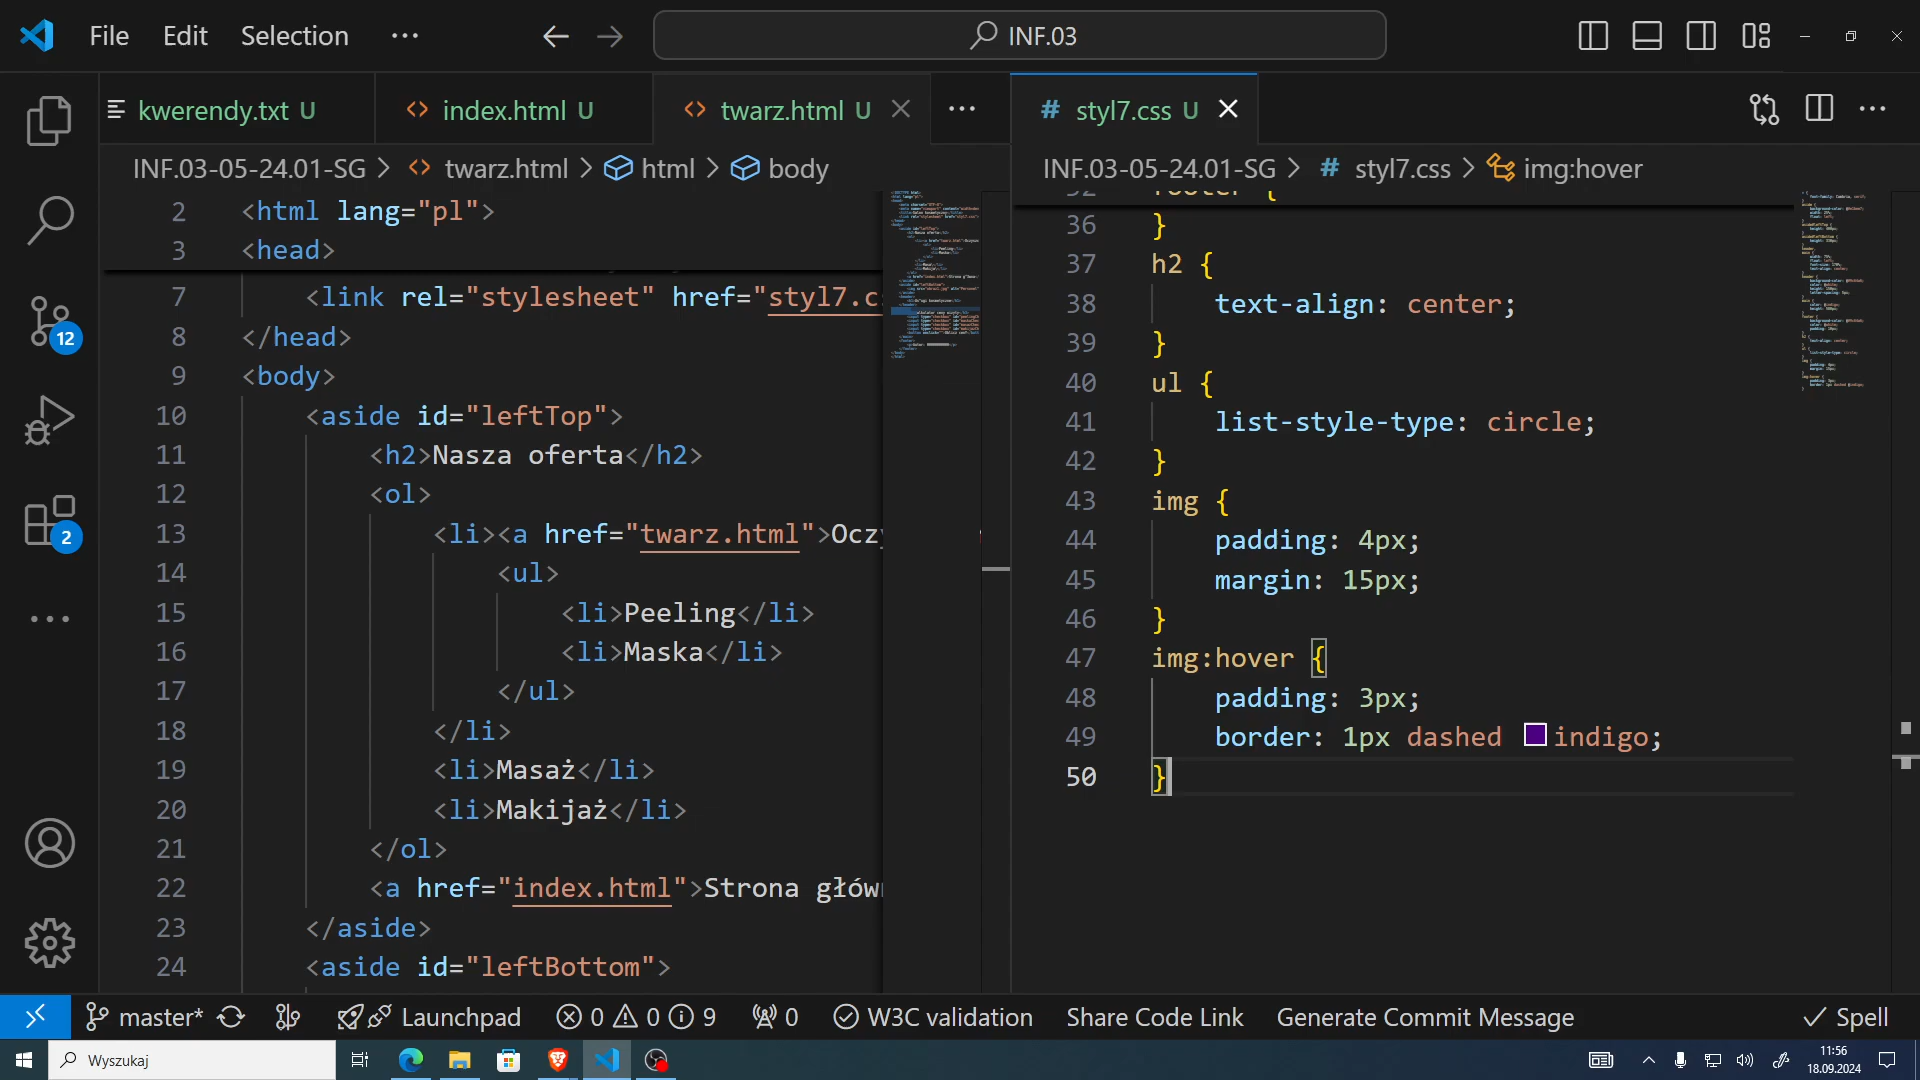 File Edit Selection ··· INF.03
kwerendy.txt U index.html U twarz.html U ··· # styl7.css U ···
INF.03-05-24.01-SG > twarz.html > html > body
INF.03-05-24.01-SG > # styl7.css > img:hover
2 <html lang="pl">
3 <head>
7 <link rel="stylesheet" href="styl7.c
8 </head>
9 <body>
10 <aside id="leftTop">
11 <h2>Nasza oferta</h2>
12 <ol>
13 <li><a href="twarz.html">Oczy
14 <ul>
15 <li>Peeling</li>
16 <li>Maska</li>
17 </ul>
18 </li>
19 <li>Masaż</li>
20 <li>Makijaż</li>
21 </ol>
22 <a href="index.html">Strona główn
23 </aside>
24 <aside id="leftBottom">
32 footer {
36 }
37 h2 {
38 text-align: center;
39 }
40 ul {
41 list-style-type: circle;
42 }
43 img {
44 padding: 4px;
45 margin: 15px;
46 }
47 img:hover {
48 padding: 3px;
49 border: 1px dashed indigo;
50 }
12
2
master* Launchpad 0 0 9 0 W3C validation Share Code Link Generate Commit Message Spell
Wyszukaj
11:56
18.09.2024